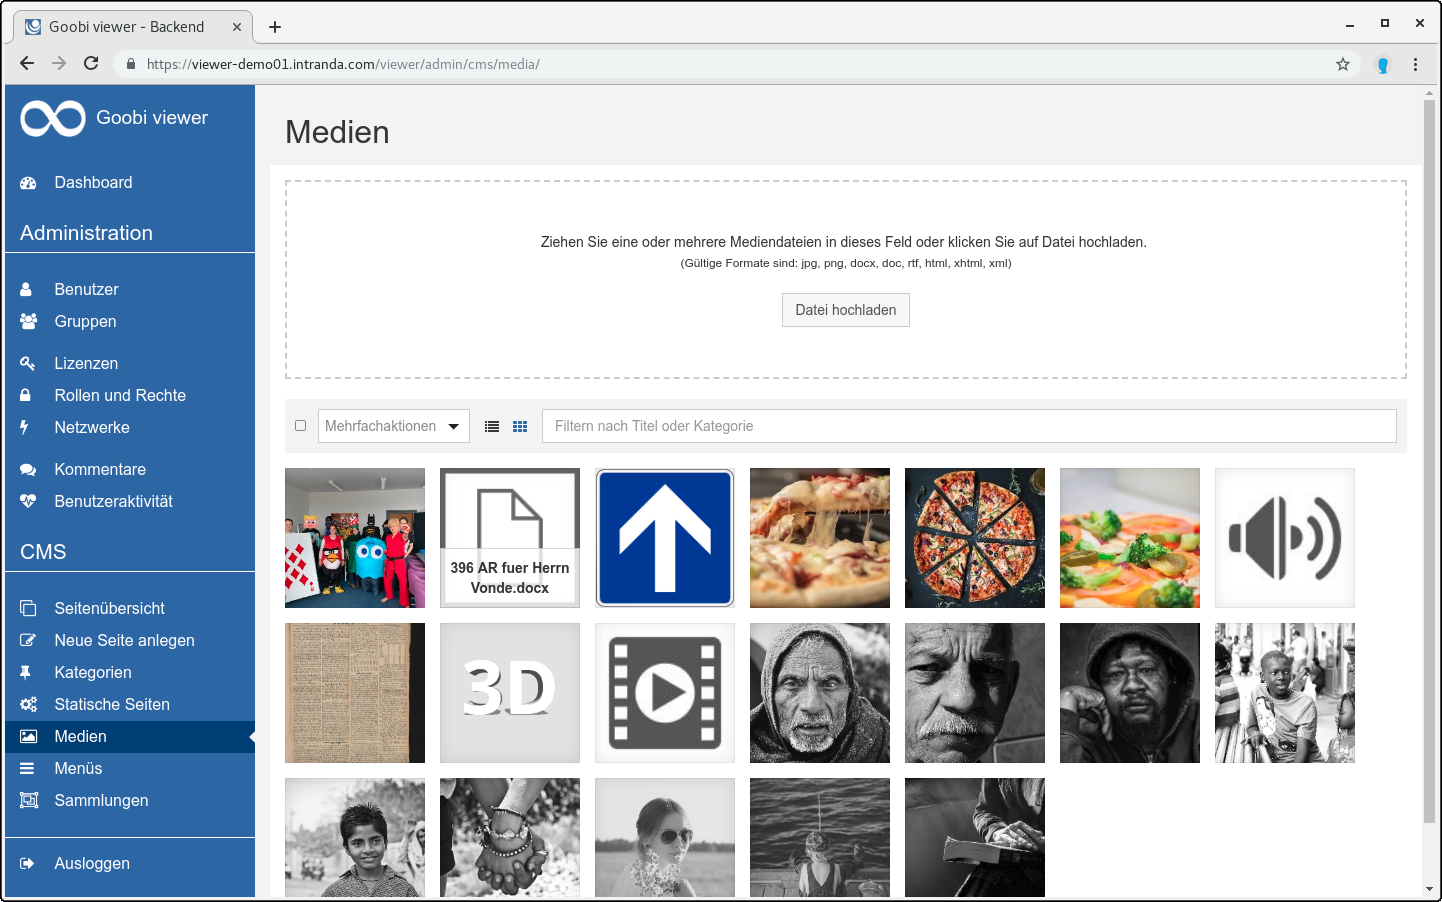 Goobi viewer - Backend
https://viewer-demo01.intranda.com/viewer/admin/cms/media/
Goobi viewer
Dashboard
Administration
Benutzer
Gruppen
Lizenzen
Rollen und Rechte
Netzwerke
Kommentare
Benutzeraktivität
CMS
Seitenübersicht
Neue Seite anlegen
Kategorien
Statische Seiten
Medien
Menüs
Sammlungen
Ausloggen
Medien
Ziehen Sie eine oder mehrere Mediendateien in dieses Feld oder klicken Sie auf Datei hochladen.
(Gültige Formate sind: jpg, png, docx, doc, rtf, html, xhtml, xml)
Datei hochladen
Mehrfachaktionen
Filtern nach Titel oder Kategorie
396 AR fuer Herrn
Vonde.docx
3D